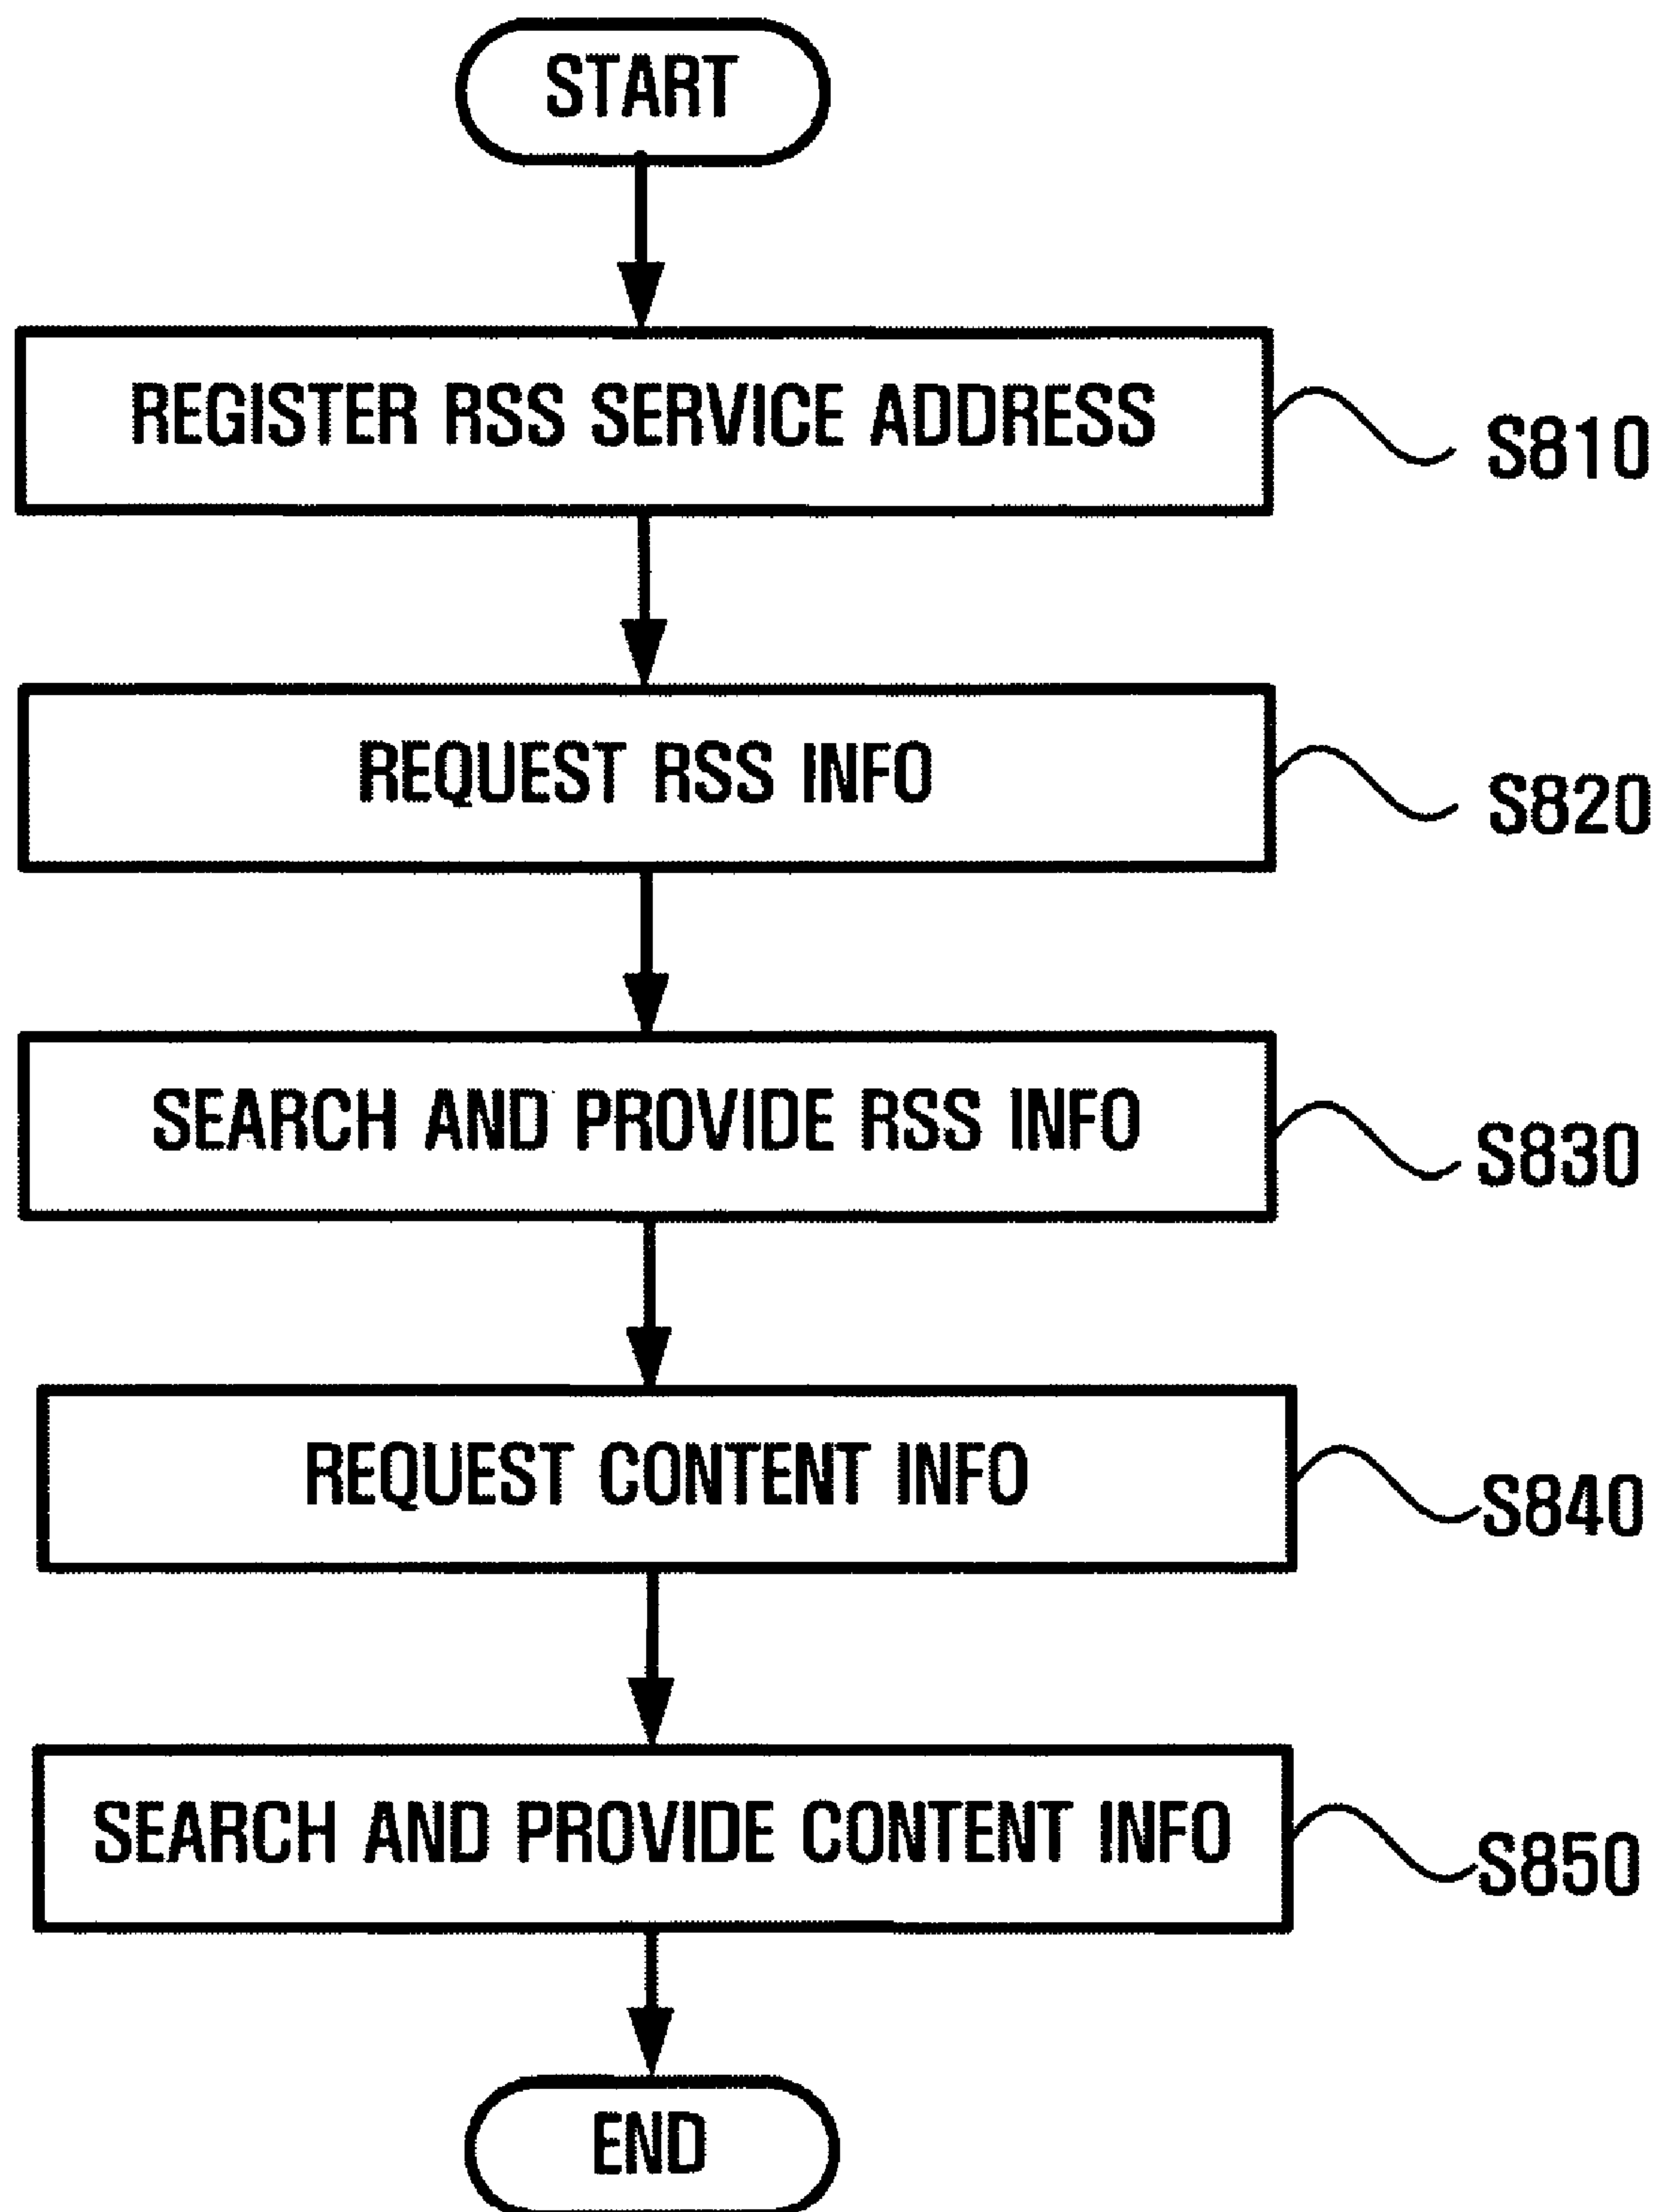 START
REGISTER RSS SERVICE ADDRESS
S810
REQUEST RSS INFO
S820
SEARCH AND PROVIDE RSS INFO
S830
REQUEST CONTENT INFO
S840
SEARCH AND PROVIDE CONTENT INFO
S850
END